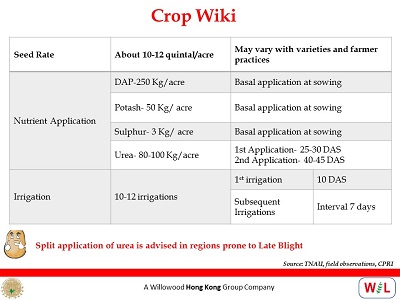 Crop Wiki
Seed Rate
About 10-12 quintal/acre
May vary with varieties and farmer
practices
Nutrient Application
DAP-250 Kg/acre
Basal application at sowing
Potash- 50 Kg/ acre
Basal application at sowing
Sulphur- 3 Kg/ acre
Basal application at sowing
Urea- 80-100 Kg/acre
1st Application- 25-30 DAS
2nd Application- 40-45 DAS
Irrigation
10-12 irrigations
1st irrigation
10 DAS
Subsequent
Irrigations
Interval 7 days
Split application of urea is advised in regions prone to Late Blight
Source: TNAU, field observations, CPRI
A Willowood Hong Kong Group Company
W L